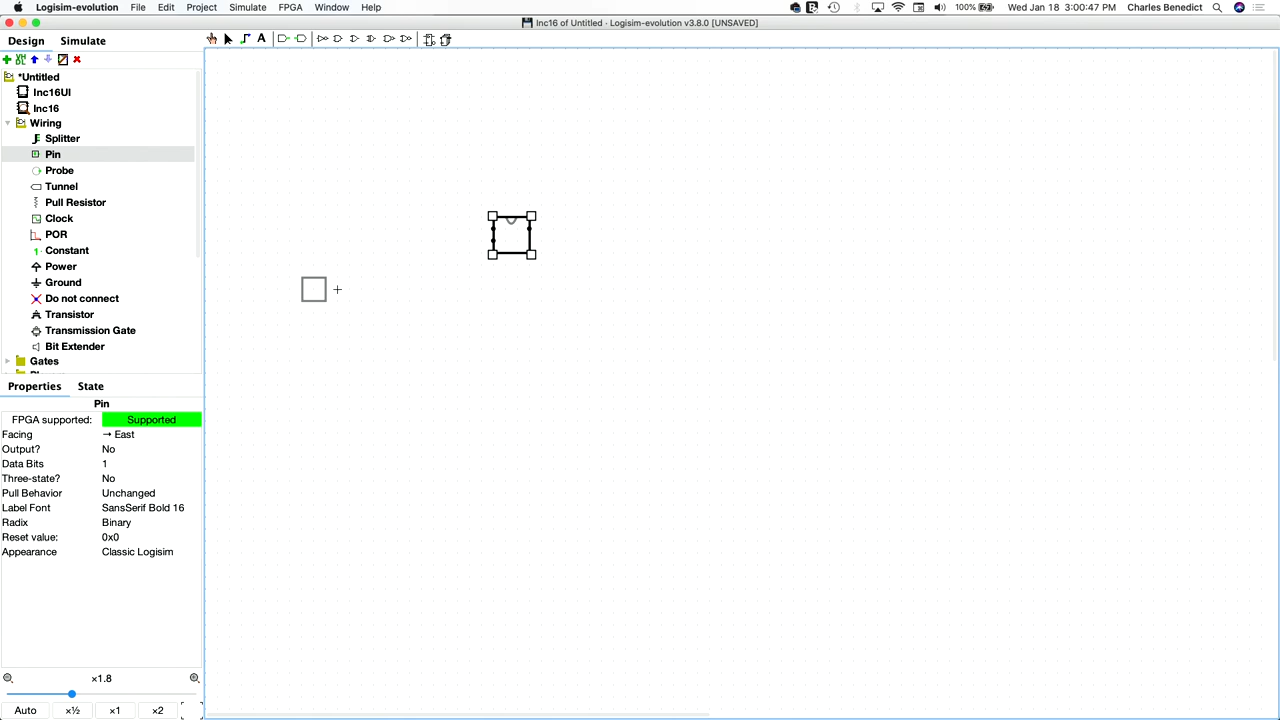 Logisim-evolution File Edit Project Simulate FPGA Window Help 100% Wed Jan 18 3:00:47 PM Charles Benedict
Inc16 of Untitled · Logisim-evolution v3.8.0 [UNSAVED]
Design Simulate
A
*Untitled
Inc16UI
Inc16
Wiring
Splitter
Pin
Probe
Tunnel
Pull Resistor
Clock
POR
Constant
Power
Ground
Do not connect
Transistor
Transmission Gate
Bit Extender
Gates
Properties State
Pin
FPGA supported: Supported
Facing → East
Output? No
Data Bits 1
Three-state? No
Pull Behavior Unchanged
Label Font SansSerif Bold 16
Radix Binary
Reset value: 0x0
Appearance Classic Logisim
×1.8
Auto ×½ ×1 ×2